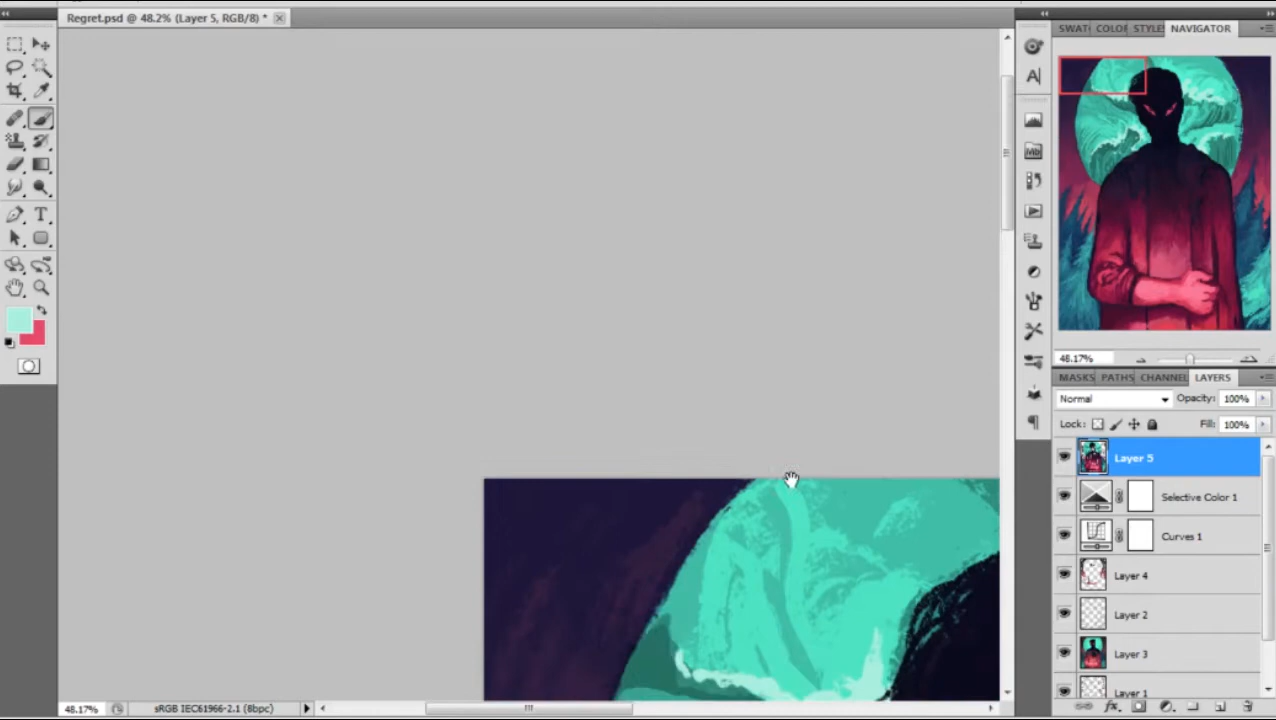 Regret.psd @ 48.2% (Layer 5, RGB/8) *
SWAT COLOR STYLES NAVIGATOR
48.17%
MASKS PATHS CHANNEL LAYERS
Normal Opacity: 100%
Lock: Fill: 100%
Layer 5
Selective Color 1
Curves 1
Layer 4
Layer 2
Layer 3
Layer 1
48.17% sRGB IEC61966-2.1 (8bpc)